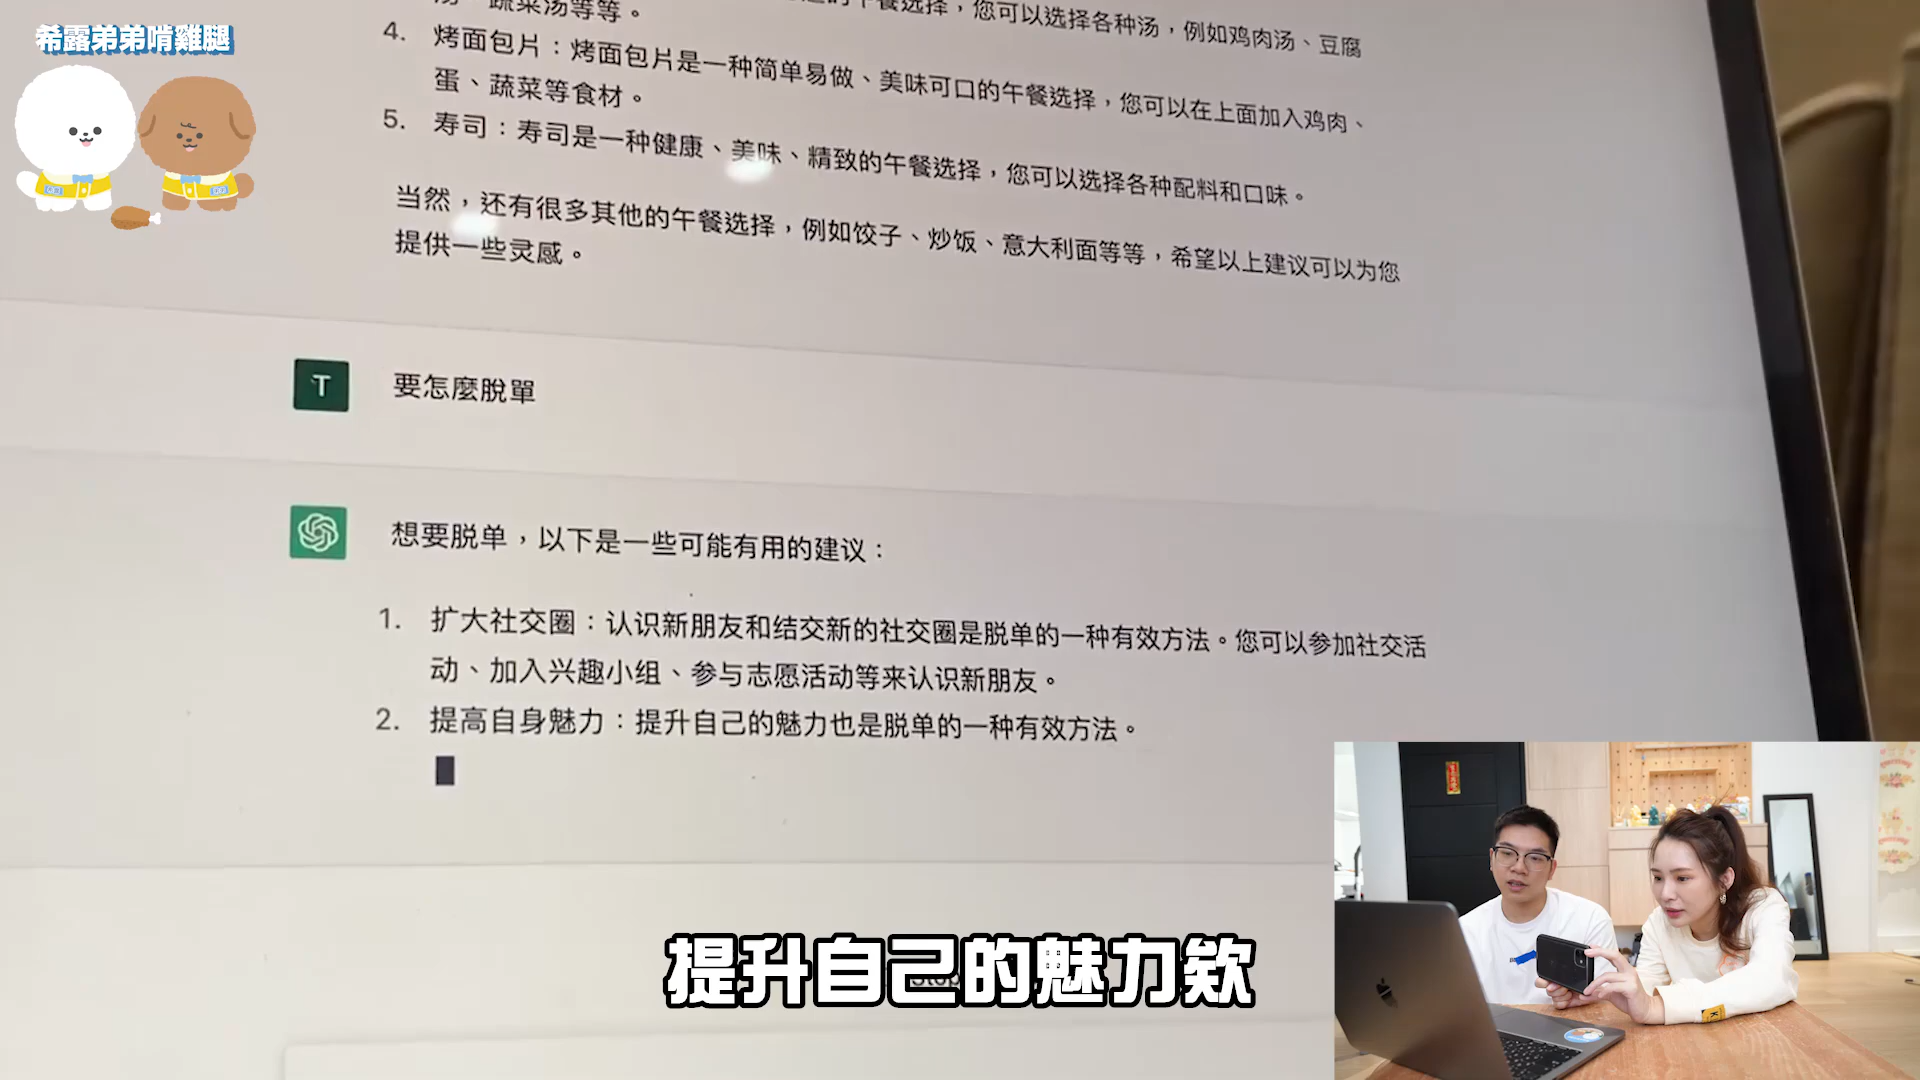 希露弟弟啃雞腿
汤、蔬菜汤等等。
午餐选择，您可以选择各种汤，例如鸡肉汤、豆腐
4. 烤面包片：烤面包片是一种简单易做、美味可口的午餐选择，您可以在上面加入鸡肉、
蛋、蔬菜等食材。
5. 寿司：寿司是一种健康、美味、精致的午餐选择，您可以选择各种配料和口味。
当然，还有很多其他的午餐选择，例如饺子、炒饭、意大利面等等，希望以上建议可以为您
提供一些灵感。
T
要怎麼脫單
想要脱单，以下是一些可能有用的建议：
1. 扩大社交圈：认识新朋友和结交新的社交圈是脱单的一种有效方法。您可以参加社交活
动、加入兴趣小组、参与志愿活动等来认识新朋友。
2. 提高自身魅力：提升自己的魅力也是脱单的一种有效方法。
提升自己的魅力欸